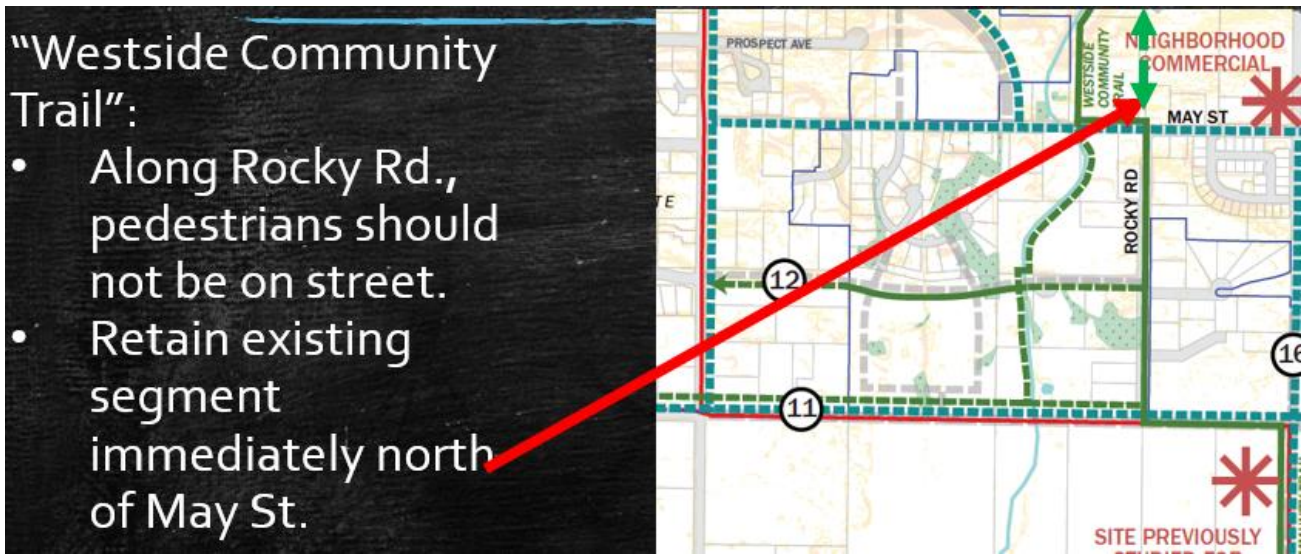 “Westside Community
Trail”:
• Along Rocky Rd.,
pedestrians should
not be on street.
• Retain existing
segment
immediately north
of May St.
PROSPECT AVE
WESTSIDE
COMMUNITY
NEIGHBORHOOD
COMMERCIAL
MAY ST
ROCKY RD
TE
12
16
11
SITE PREVIOUSLY